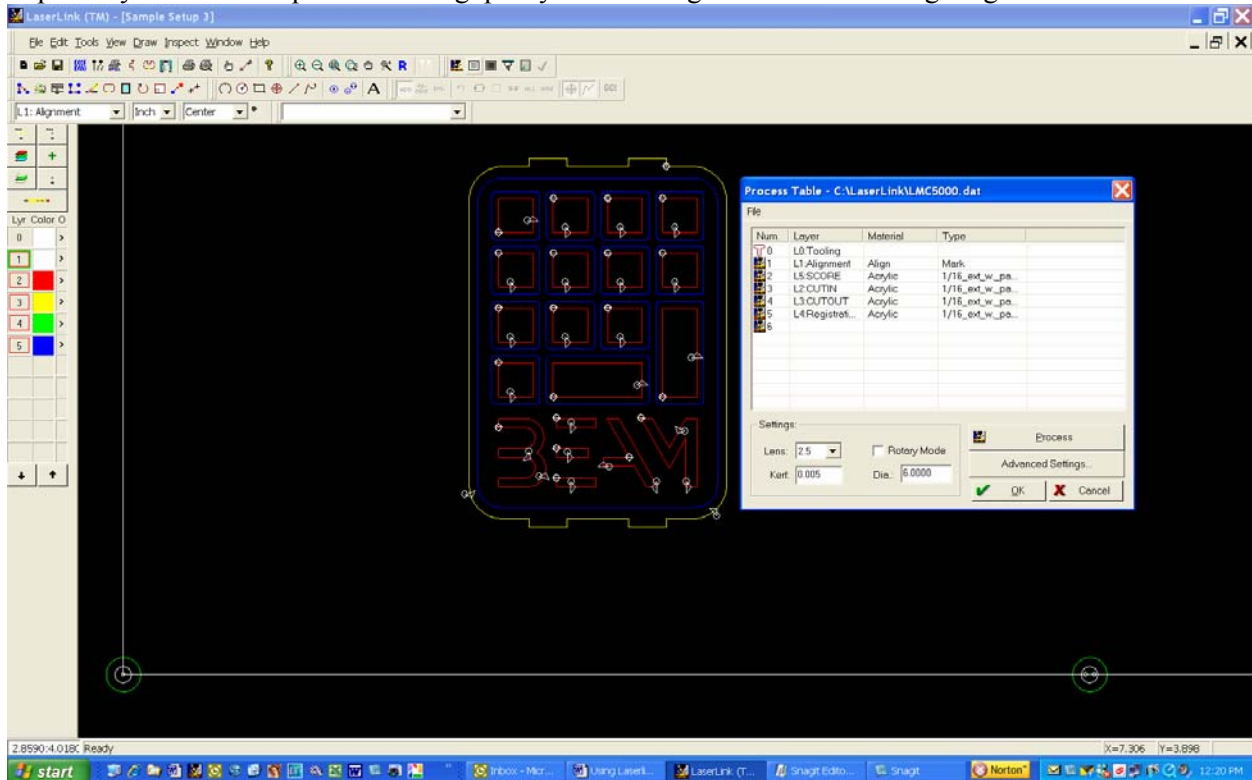 LaserLink (TM) - [Sample Setup 3]
File Edit Tools View Draw Inspect Window Help
L1: Alignment Inch Center
Lyr Color O
0
1
2
3
4
5
BEAM
Process Table - C:\LaserLink\LMC5000.dat
File
Num Layer Material Type
0 L0:Tooling
1 L1:Alignment Align Mark
2 L5:SCORE Acrylic 1/16_ext_w_pa...
3 L2:CUTIN Acrylic 1/16_ext_w_pa...
4 L3:CUTOUT Acrylic 1/16_ext_w_pa...
5 L4:Registrati... Acrylic 1/16_ext_w_pa...
6
Settings:
Lens: 2.5 Rotary Mode Process
Kerf: 0.005 Dia.: 6.0000 Advanced Settings...
OK Cancel
Ready X=7.306 Y=3.898
start Inbox - Micr... Using Laserli... LaserLink (T... SnagIt Edito... SnagIt Norton 12:20 PM